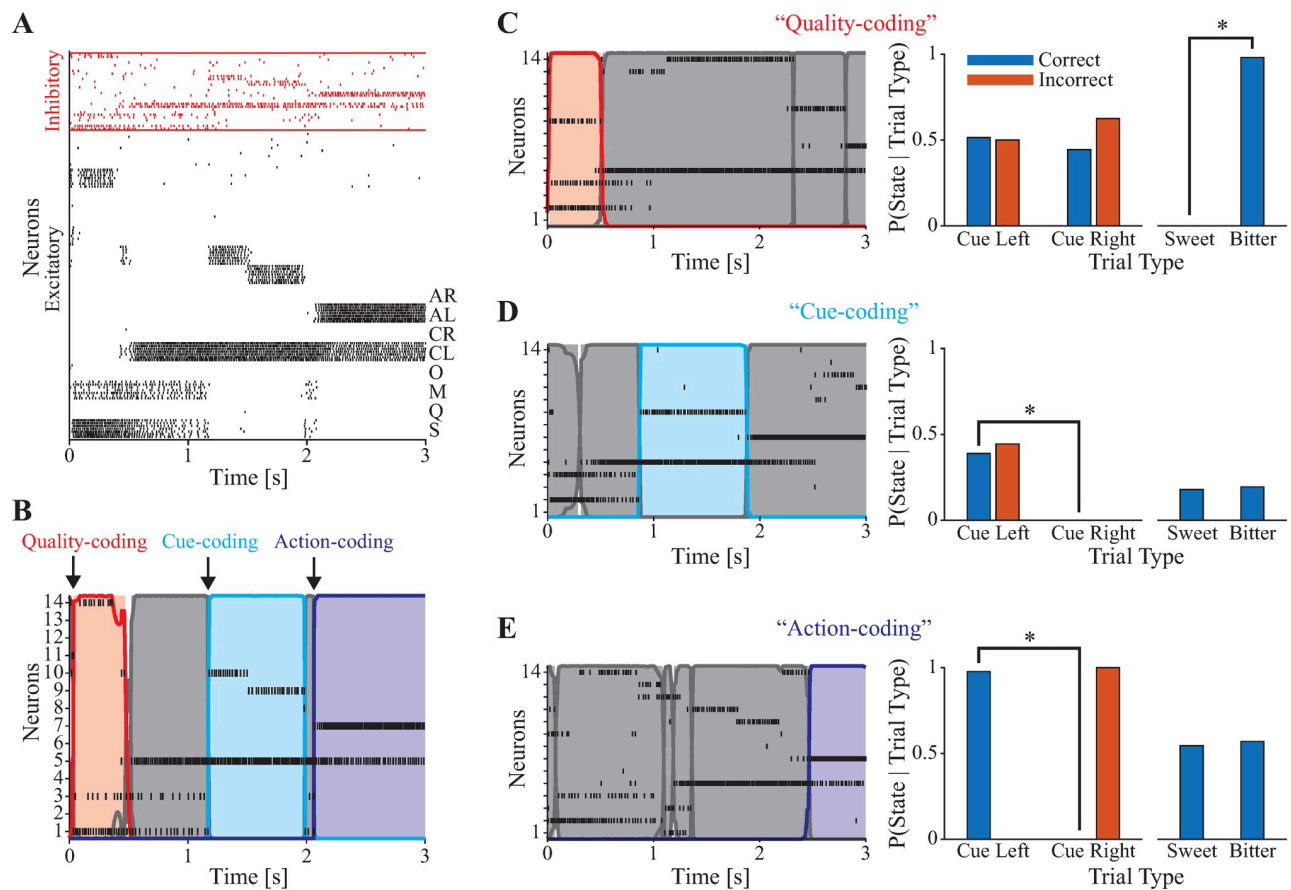 A
Inhibitory
Neurons
Excitatory
AR
AL
CR
CL
O
M
Q
S
0 1 2 3
Time [s]
B
Quality-coding Cue-coding Action-coding
Neurons
14
13
12
11
10
9
8
7
6
5
4
3
2
1
0 1 2 3
Time [s]
C
“Quality-coding”
Neurons
14
1
0 1 2 3
Time [s]
P(State | Trial Type)
1
0.5
0
Correct
Incorrect
*
Cue Left Cue Right Sweet Bitter
Trial Type
D
“Cue-coding”
Neurons
14
1
0 1 2 3
Time [s]
P(State | Trial Type)
1
0.5
0
*
Cue Left Cue Right Sweet Bitter
Trial Type
E
“Action-coding”
Neurons
14
1
0 1 2 3
Time [s]
P(State | Trial Type)
1
0.5
0
*
Cue Left Cue Right Sweet Bitter
Trial Type